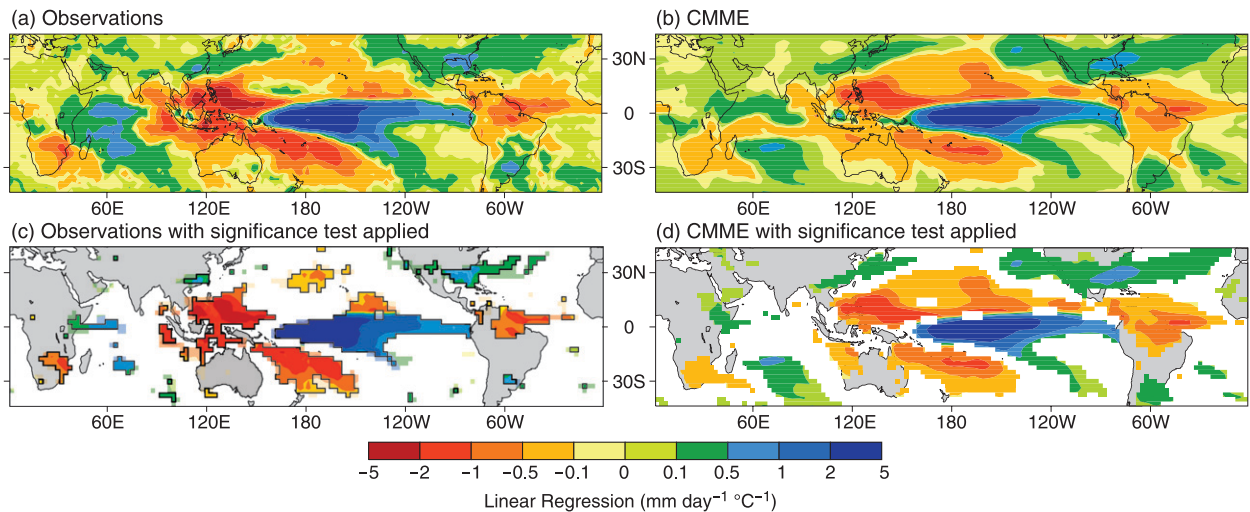 (a) Observations
(b) CMME
30N
0
30S
60E 120E 180 120W 60W
60E 120E 180 120W 60W
(c) Observations with significance test applied
(d) CMME with significance test applied
30N
0
30S
60E 120E 180 120W 60W
60E 120E 180 120W 60W
−5 −2 −1 −0.5 −0.1 0 0.1 0.5 1 2 5
Linear Regression (mm day⁻¹ °C⁻¹)